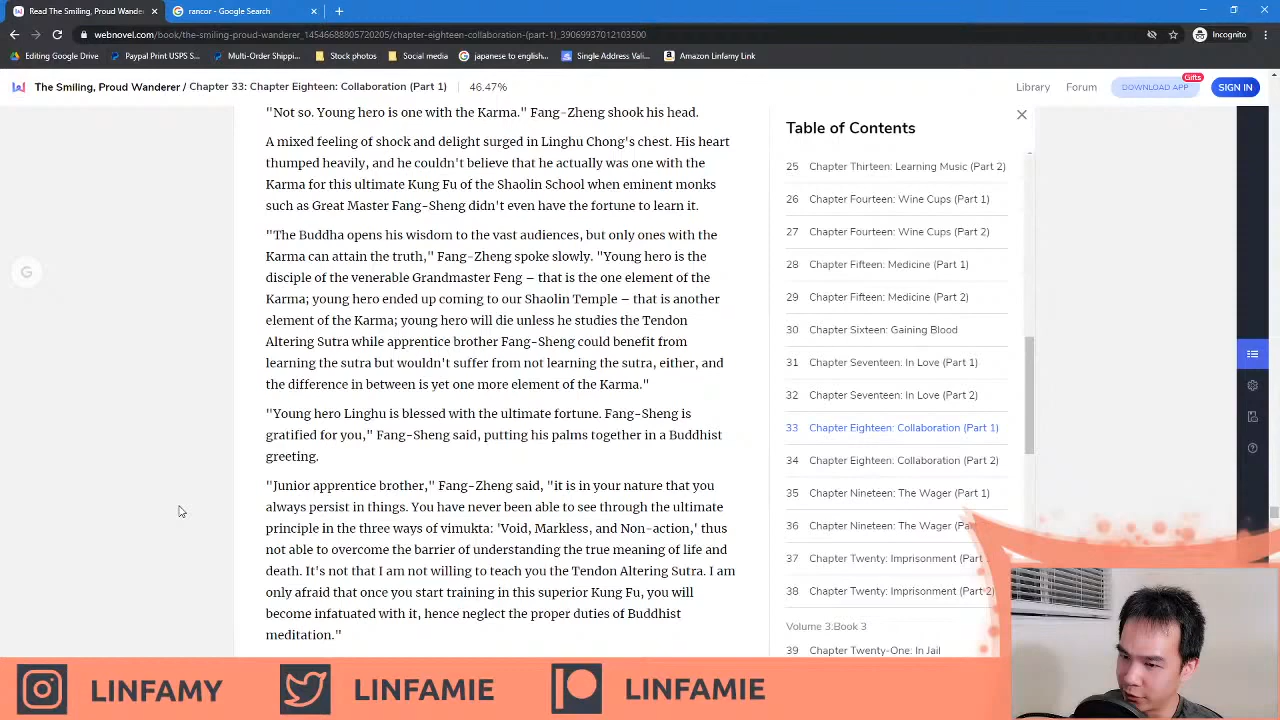 Read The Smiling, Proud Wander
rancor - Google Search
webnovel.com/book/the-smiling-proud-wanderer_14546688805720205/chapter-eighteen-collaboration-(part-1)_39069937012103500
Incognito
Editing Google Drive
Paypal Print USPS S...
Multi-Order Shippi...
Stock photos
Social media
japanese to english...
Single Address Vali...
Amazon Linfamy Link
The Smiling, Proud Wanderer / Chapter 33: Chapter Eighteen: Collaboration (Part 1)
46.47%
Library
Forum
DOWNLOAD APP
Gifts
SIGN IN
"Not so. Young hero is one with the Karma." Fang-Zheng shook his head.
A mixed feeling of shock and delight surged in Linghu Chong's chest. His heart
thumped heavily, and he couldn't believe that he actually was one with the
Karma for this ultimate Kung Fu of the Shaolin School when eminent monks
such as Great Master Fang-Sheng didn't even have the fortune to learn it.
"The Buddha opens his wisdom to the vast audiences, but only ones with the
Karma can attain the truth," Fang-Zheng spoke slowly. "Young hero is the
disciple of the venerable Grandmaster Feng – that is the one element of the
Karma; young hero ended up coming to our Shaolin Temple – that is another
element of the Karma; young hero will die unless he studies the Tendon
Altering Sutra while apprentice brother Fang-Sheng could benefit from
learning the sutra but wouldn't suffer from not learning the sutra, either, and
the difference in between is yet one more element of the Karma."
"Young hero Linghu is blessed with the ultimate fortune. Fang-Sheng is
gratified for you," Fang-Sheng said, putting his palms together in a Buddhist
greeting.
"Junior apprentice brother," Fang-Zheng said, "it is in your nature that you
always persist in things. You have never been able to see through the ultimate
principle in the three ways of vimukta: 'Void, Markless, and Non-action,' thus
not able to overcome the barrier of understanding the true meaning of life and
death. It's not that I am not willing to teach you the Tendon Altering Sutra. I am
only afraid that once you start training in this superior Kung Fu, you will
become infatuated with it, hence neglect the proper duties of Buddhist
meditation."
Table of Contents
25 Chapter Thirteen: Learning Music (Part 2)
26 Chapter Fourteen: Wine Cups (Part 1)
27 Chapter Fourteen: Wine Cups (Part 2)
28 Chapter Fifteen: Medicine (Part 1)
29 Chapter Fifteen: Medicine (Part 2)
30 Chapter Sixteen: Gaining Blood
31 Chapter Seventeen: In Love (Part 1)
32 Chapter Seventeen: In Love (Part 2)
33 Chapter Eighteen: Collaboration (Part 1)
34 Chapter Eighteen: Collaboration (Part 2)
35 Chapter Nineteen: The Wager (Part 1)
36 Chapter Nineteen: The Wager (Pa
37 Chapter Twenty: Imprisonment (Part
38 Chapter Twenty: Imprisonment (Part 2)
Volume 3:Book 3
39 Chapter Twenty-One: In Jail
G
LINFAMY
LINFAMIE
LINFAMIE